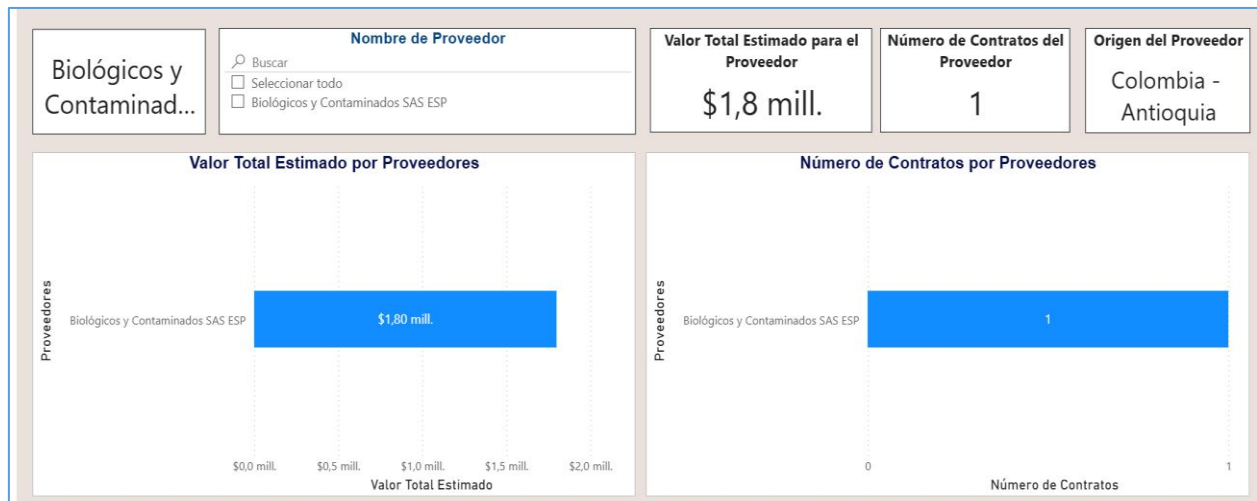 Biológicos y
Contaminad...
Nombre de Proveedor
Buscar
Seleccionar todo
Biológicos y Contaminados SAS ESP
Valor Total Estimado para el
Proveedor
$1,8 mill.
Número de Contratos del
Proveedor
1
Origen del Proveedor
Colombia -
Antioquia
Valor Total Estimado por Proveedores
Proveedores
Biológicos y Contaminados SAS ESP
$1,80 mill.
$0,0 mill.
$0,5 mill.
$1,0 mill.
$1,5 mill.
$2,0 mill.
Valor Total Estimado
Número de Contratos por Proveedores
Proveedores
Biológicos y Contaminados SAS ESP
1
0
1
Número de Contratos